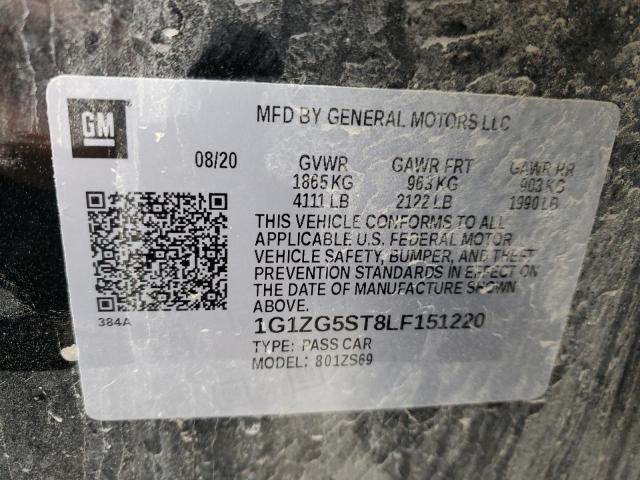 GM
MFD BY GENERAL MOTORS LLC
08/20 GVWR GAWR FRT GAWR RR
1865 KG 963 KG 903 KG
4111 LB 2122 LB 1990 LB
THIS VEHICLE CONFORMS TO ALL
APPLICABLE U.S. FEDERAL MOTOR
VEHICLE SAFETY, BUMPER, AND THEFT
PREVENTION STANDARDS IN EFFECT ON
THE DATE OF MANUFACTURE SHOWN
ABOVE.
384A
1G1ZG5ST8LF151220
TYPE: PASS CAR
MODEL: 801ZS69